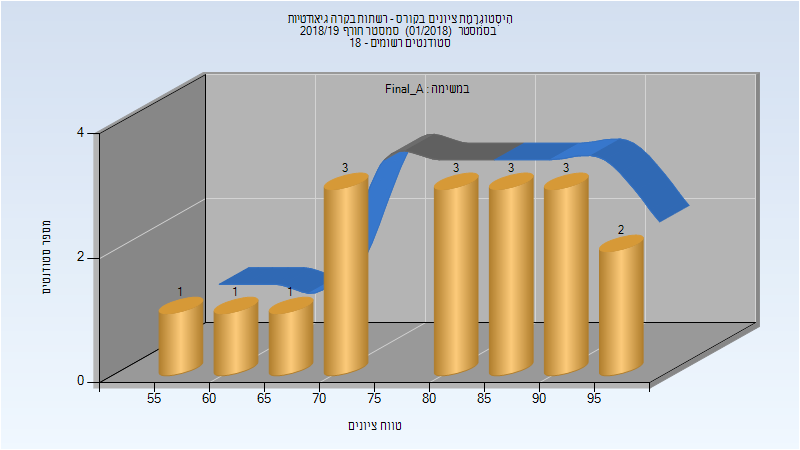 היסטוגרמת ציונים בקורס - רשתות בקרה גיאודטיות
בסמסטר (01/2018) סמסטר חורף 2018/19
סטודנטים רשומים - 18
במשימה : Final_A
4
2
0
3
3
3
3
2
1
1
1
מספר סטודנטים
55 60 65 70 75 80 85 90 95
טווח ציונים